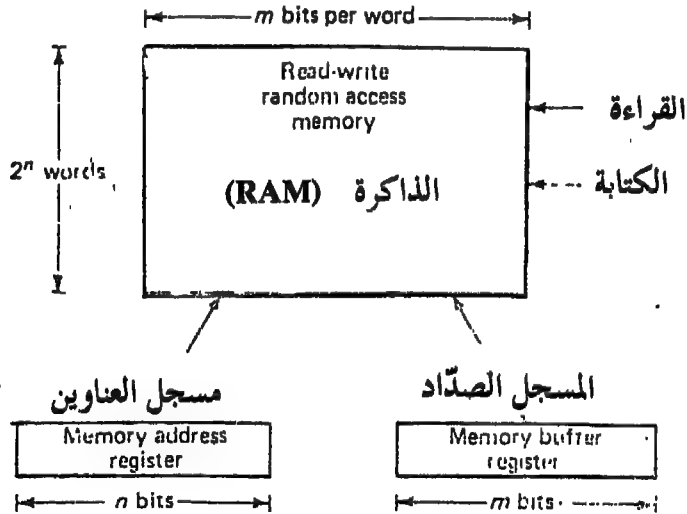 m bits per word
Read-write
random access
memory
القراءة
2ⁿ words
الذاكرة (RAM)
الكتابة
مسجل العناوين
المسجل الصدّاد
Memory address
register
Memory buffer
register
n bits
m bits